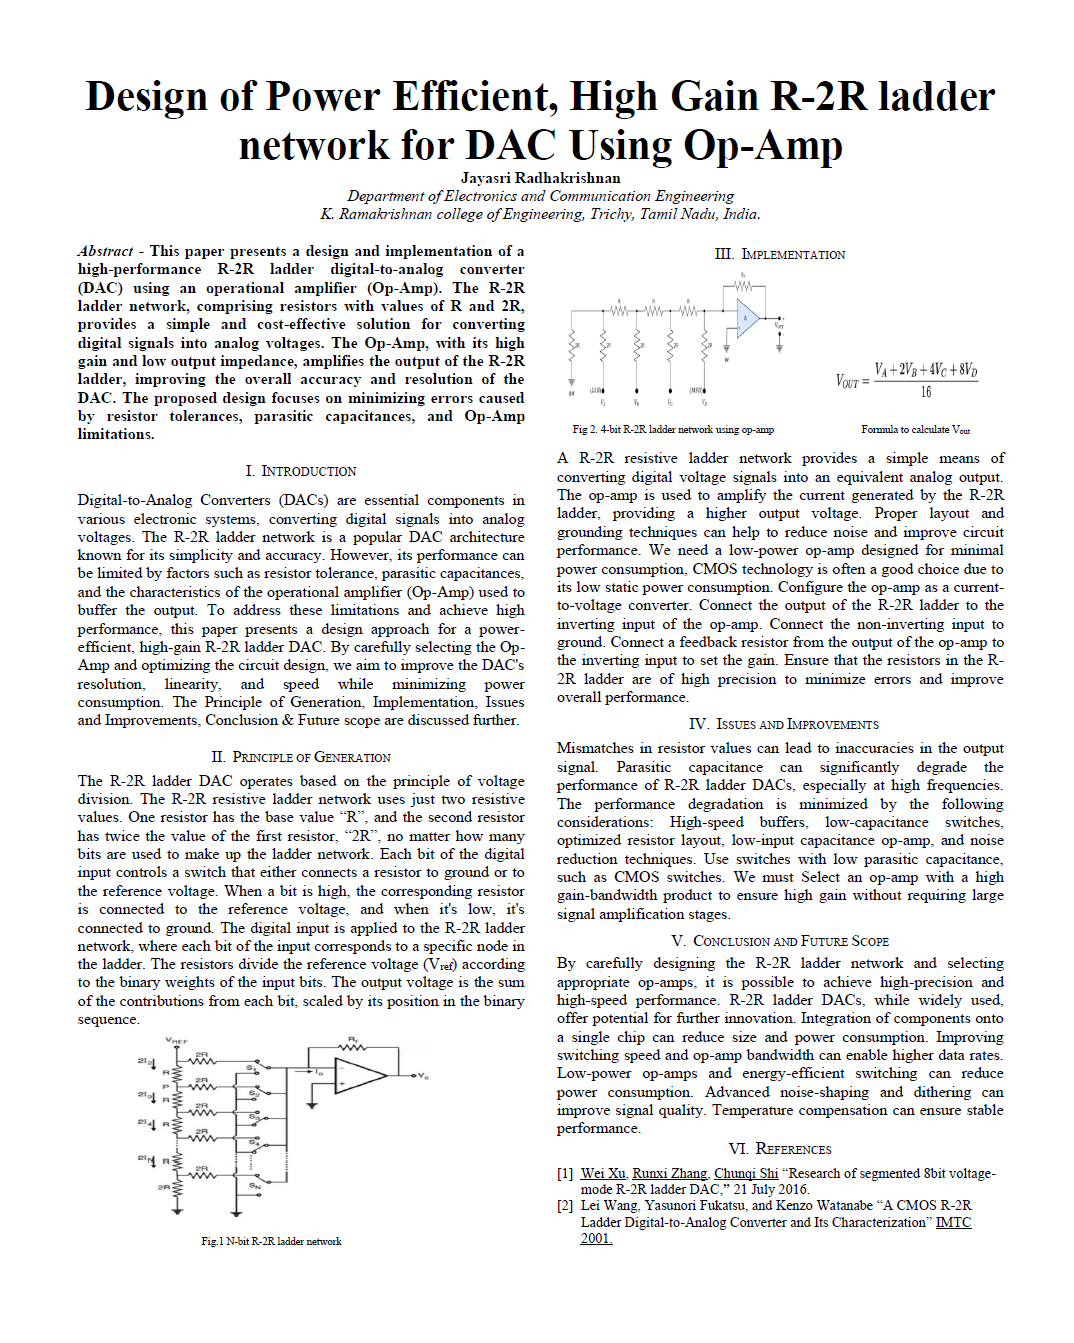 Design of Power Efficient, High Gain R-2R ladder
network for DAC Using Op-Amp
Jayasri Radhakrishnan
Department of Electronics and Communication Engineering
K. Ramakrishnan college of Engineering, Trichy, Tamil Nadu, India.
Abstract - This paper presents a design and implementation of a
high-performance R-2R ladder digital-to-analog converter
(DAC) using an operational amplifier (Op-Amp). The R-2R
ladder network, comprising resistors with values of R and 2R,
provides a simple and cost-effective solution for converting
digital signals into analog voltages. The Op-Amp, with its high
gain and low output impedance, amplifies the output of the R-2R
ladder, improving the overall accuracy and resolution of the
DAC. The proposed design focuses on minimizing errors caused
by resistor tolerances, parasitic capacitances, and Op-Amp
limitations.
I. INTRODUCTION
Digital-to-Analog Converters (DACs) are essential components in
various electronic systems, converting digital signals into analog
voltages. The R-2R ladder network is a popular DAC architecture
known for its simplicity and accuracy. However, its performance can
be limited by factors such as resistor tolerance, parasitic capacitances,
and the characteristics of the operational amplifier (Op-Amp) used to
buffer the output. To address these limitations and achieve high
performance, this paper presents a design approach for a power-
efficient, high-gain R-2R ladder DAC. By carefully selecting the Op-
Amp and optimizing the circuit design, we aim to improve the DAC's
resolution, linearity, and speed while minimizing power
consumption. The Principle of Generation, Implementation, Issues
and Improvements, Conclusion & Future scope are discussed further.
II. PRINCIPLE OF GENERATION
The R-2R ladder DAC operates based on the principle of voltage
division. The R-2R resistive ladder network uses just two resistive
values. One resistor has the base value “R”, and the second resistor
has twice the value of the first resistor, “2R”, no matter how many
bits are used to make up the ladder network. Each bit of the digital
input controls a switch that either connects a resistor to ground or to
the reference voltage. When a bit is high, the corresponding resistor
is connected to the reference voltage, and when it's low, it's
connected to ground. The digital input is applied to the R-2R ladder
network, where each bit of the input corresponds to a specific node in
the ladder. The resistors divide the reference voltage (Vref) according
to the binary weights of the input bits. The output voltage is the sum
of the contributions from each bit, scaled by its position in the binary
sequence.
VREF
Rf
2I2 2R S1 Io Vo
R
P 2R
2I3 R S2
2R
2I4 R S3
2R S4
2IN R
2R
2R SN
Fig.1 N-bit R-2R ladder network
III. IMPLEMENTATION
R R R
A
VOUT
2R 2R 2R 2R 2R
0V
0V (LSB) (MSB)
VA VB VC VD
VOUT = VA + 2VB + 4VC + 8VD
16
Fig 2. 4-bit R-2R ladder network using op-amp
Formula to calculate Vout
A R-2R resistive ladder network provides a simple means of
converting digital voltage signals into an equivalent analog output.
The op-amp is used to amplify the current generated by the R-2R
ladder, providing a higher output voltage. Proper layout and
grounding techniques can help to reduce noise and improve circuit
performance. We need a low-power op-amp designed for minimal
power consumption, CMOS technology is often a good choice due to
its low static power consumption. Configure the op-amp as a current-
to-voltage converter. Connect the output of the R-2R ladder to the
inverting input of the op-amp. Connect the non-inverting input to
ground. Connect a feedback resistor from the output of the op-amp to
the inverting input to set the gain. Ensure that the resistors in the R-
2R ladder are of high precision to minimize errors and improve
overall performance.
IV. ISSUES AND IMPROVEMENTS
Mismatches in resistor values can lead to inaccuracies in the output
signal. Parasitic capacitance can significantly degrade the
performance of R-2R ladder DACs, especially at high frequencies.
The performance degradation is minimized by the following
considerations: High-speed buffers, low-capacitance switches,
optimized resistor layout, low-input capacitance op-amp, and noise
reduction techniques. Use switches with low parasitic capacitance,
such as CMOS switches. We must Select an op-amp with a high
gain-bandwidth product to ensure high gain without requiring large
signal amplification stages.
V. CONCLUSION AND FUTURE SCOPE
By carefully designing the R-2R ladder network and selecting
appropriate op-amps, it is possible to achieve high-precision and
high-speed performance. R-2R ladder DACs, while widely used,
offer potential for further innovation. Integration of components onto
a single chip can reduce size and power consumption. Improving
switching speed and op-amp bandwidth can enable higher data rates.
Low-power op-amps and energy-efficient switching can reduce
power consumption. Advanced noise-shaping and dithering can
improve signal quality. Temperature compensation can ensure stable
performance.
VI. REFERENCES
[1] Wei Xu, Runxi Zhang, Chunqi Shi “Research of segmented 8bit voltage-
mode R-2R ladder DAC,” 21 July 2016.
[2] Lei Wang, Yasunori Fukatsu, and Kenzo Watanabe “A CMOS R-2R
Ladder Digital-to-Analog Converter and Its Characterization” IMTC
2001.